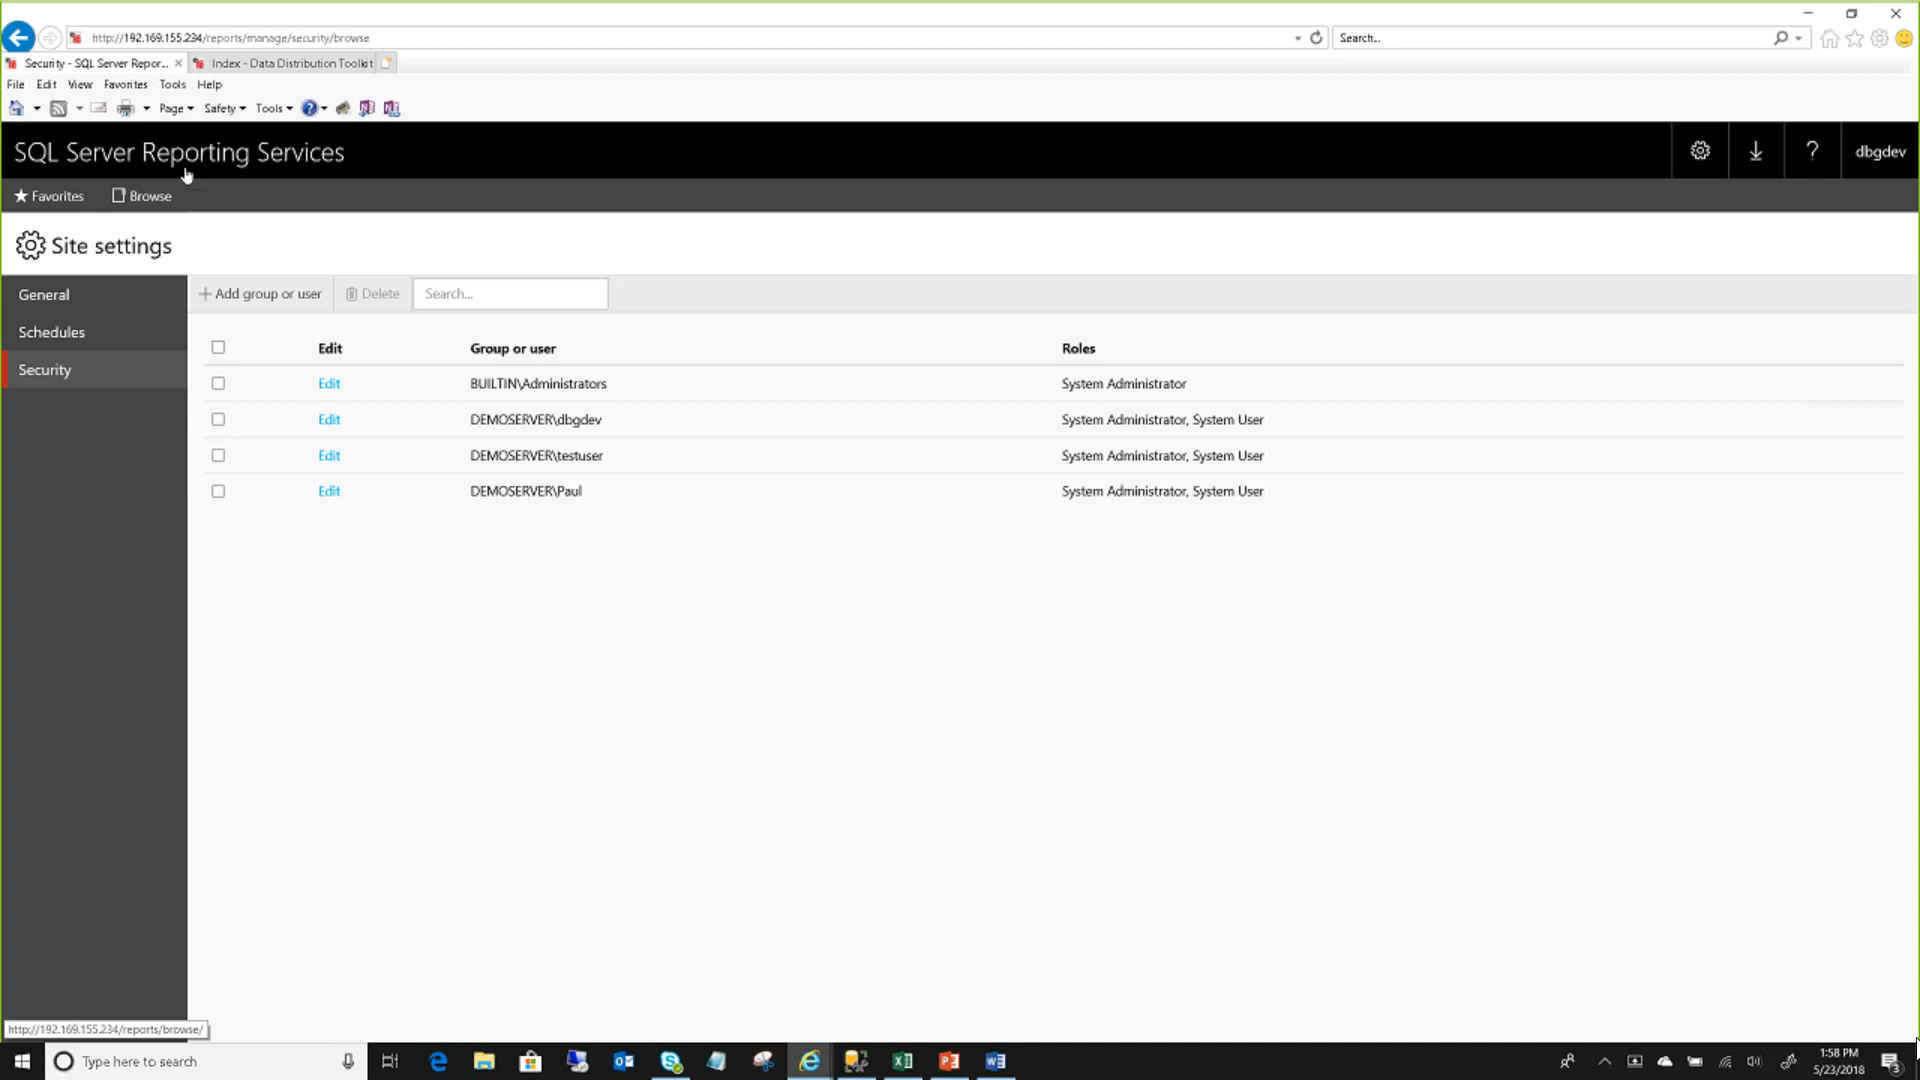 http://192.169.155.234/reports/manage/security/browse
Search...
Security - SQL Server Repor...
Index - Data Distribution Toolkit
File Edit View Favorites Tools Help
Page Safety Tools
SQL Server Reporting Services
dbgdev
Favorites Browse
Site settings
General
+ Add group or user Delete Search...
Schedules
Security
Edit Group or user Roles
Edit BUILTIN\Administrators System Administrator
Edit DEMOSERVER\dbgdev System Administrator, System User
Edit DEMOSERVER\testuser System Administrator, System User
Edit DEMOSERVER\Paul System Administrator, System User
http://192.169.155.234/reports/browse/
Type here to search
1:58 PM
5/23/2018
3